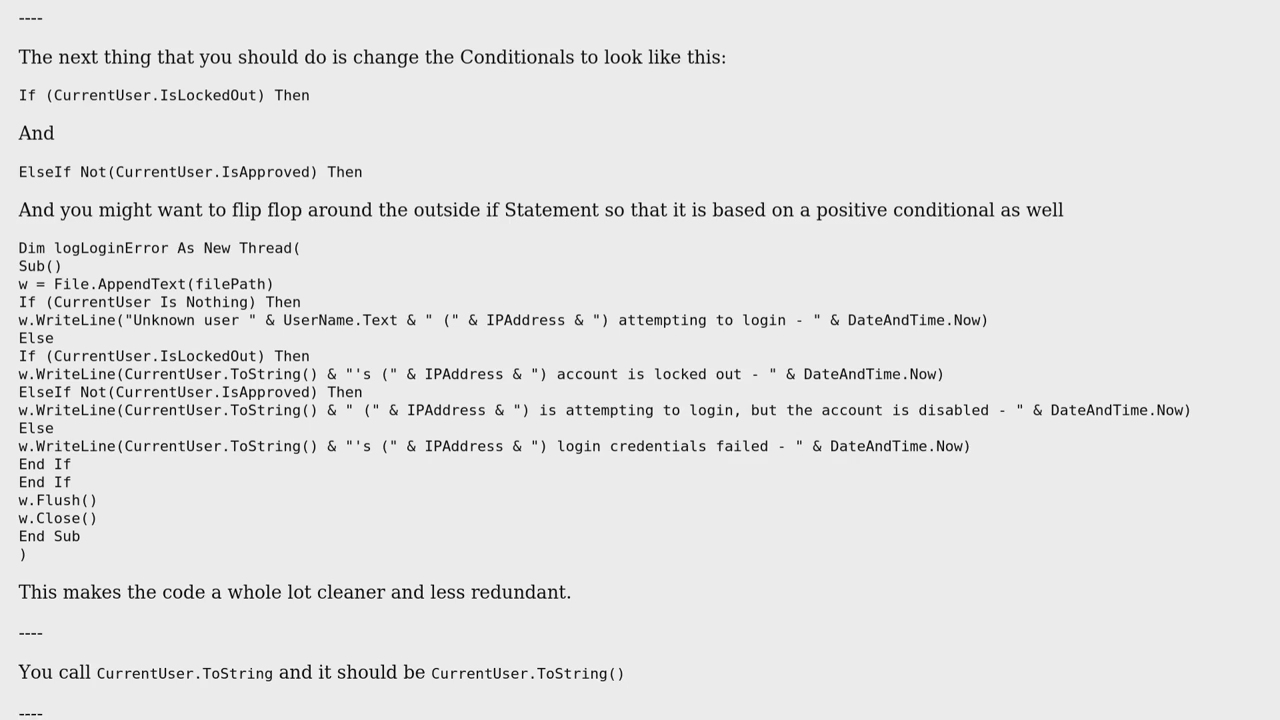 ----
The next thing that you should do is change the Conditionals to look like this:
If (CurrentUser.IsLockedOut) Then
And
ElseIf Not(CurrentUser.IsApproved) Then
And you might want to flip flop around the outside if Statement so that it is based on a positive conditional as well
Dim logLoginError As New Thread(
Sub()
w = File.AppendText(filePath)
If (CurrentUser Is Nothing) Then
w.WriteLine("Unknown user " & UserName.Text & " (" & IPAddress & ") attempting to login - " & DateAndTime.Now)
Else
If (CurrentUser.IsLockedOut) Then
w.WriteLine(CurrentUser.ToString() & "'s (" & IPAddress & ") account is locked out - " & DateAndTime.Now)
ElseIf Not(CurrentUser.IsApproved) Then
w.WriteLine(CurrentUser.ToString() & " (" & IPAddress & ") is attempting to login, but the account is disabled - " & DateAndTime.Now)
Else
w.WriteLine(CurrentUser.ToString() & "'s (" & IPAddress & ") login credentials failed - " & DateAndTime.Now)
End If
End If
w.Flush()
w.Close()
End Sub
)
This makes the code a whole lot cleaner and less redundant.
----
You call CurrentUser.ToString and it should be CurrentUser.ToString()
----